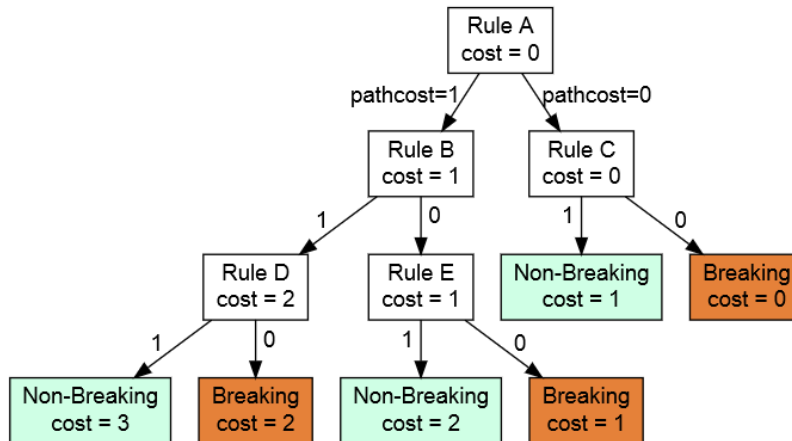 Rule A
cost = 0
pathcost=1
pathcost=0
Rule B
cost = 1
Rule C
cost = 0
1
0
1
0
Rule D
cost = 2
Rule E
cost = 1
Non-Breaking
cost = 1
Breaking
cost = 0
1
0
1
0
Non-Breaking
cost = 3
Breaking
cost = 2
Non-Breaking
cost = 2
Breaking
cost = 1